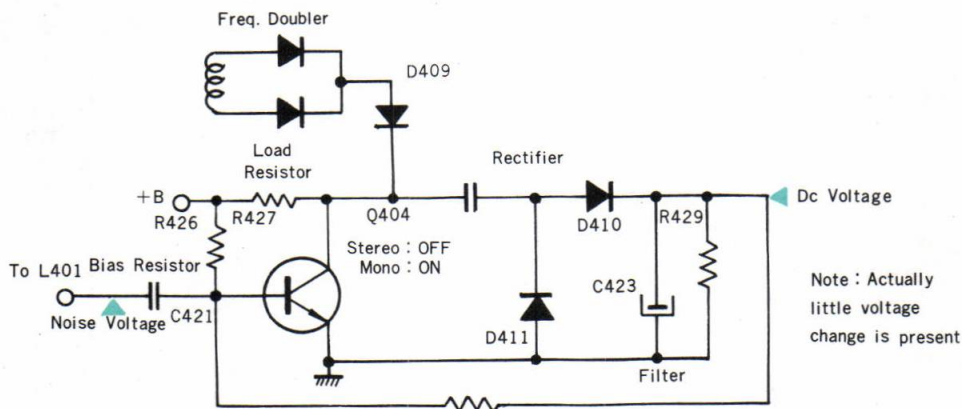 Freq. Doubler
D409
Load
Resistor
Rectifier
+B
R426
R427
Q404
D410
R429
Dc Voltage
Stereo : OFF
Mono : ON
To L401
Bias Resistor
C423
Note : Actually
little voltage
change is present
Noise Voltage
C421
D411
Filter